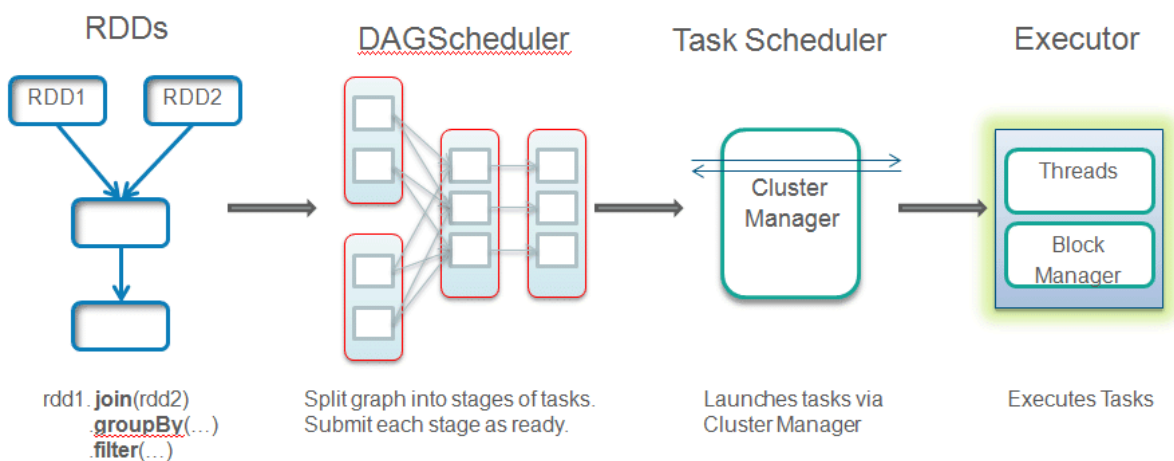 RDDs
DAGScheduler
Task Scheduler
Executor
RDD1
RDD2
Cluster
Manager
Threads
Block
Manager
rdd1.join(rdd2)
.groupBy(...)
.filter(...)
Split graph into stages of tasks.
Submit each stage as ready.
Launches tasks via
Cluster Manager
Executes Tasks